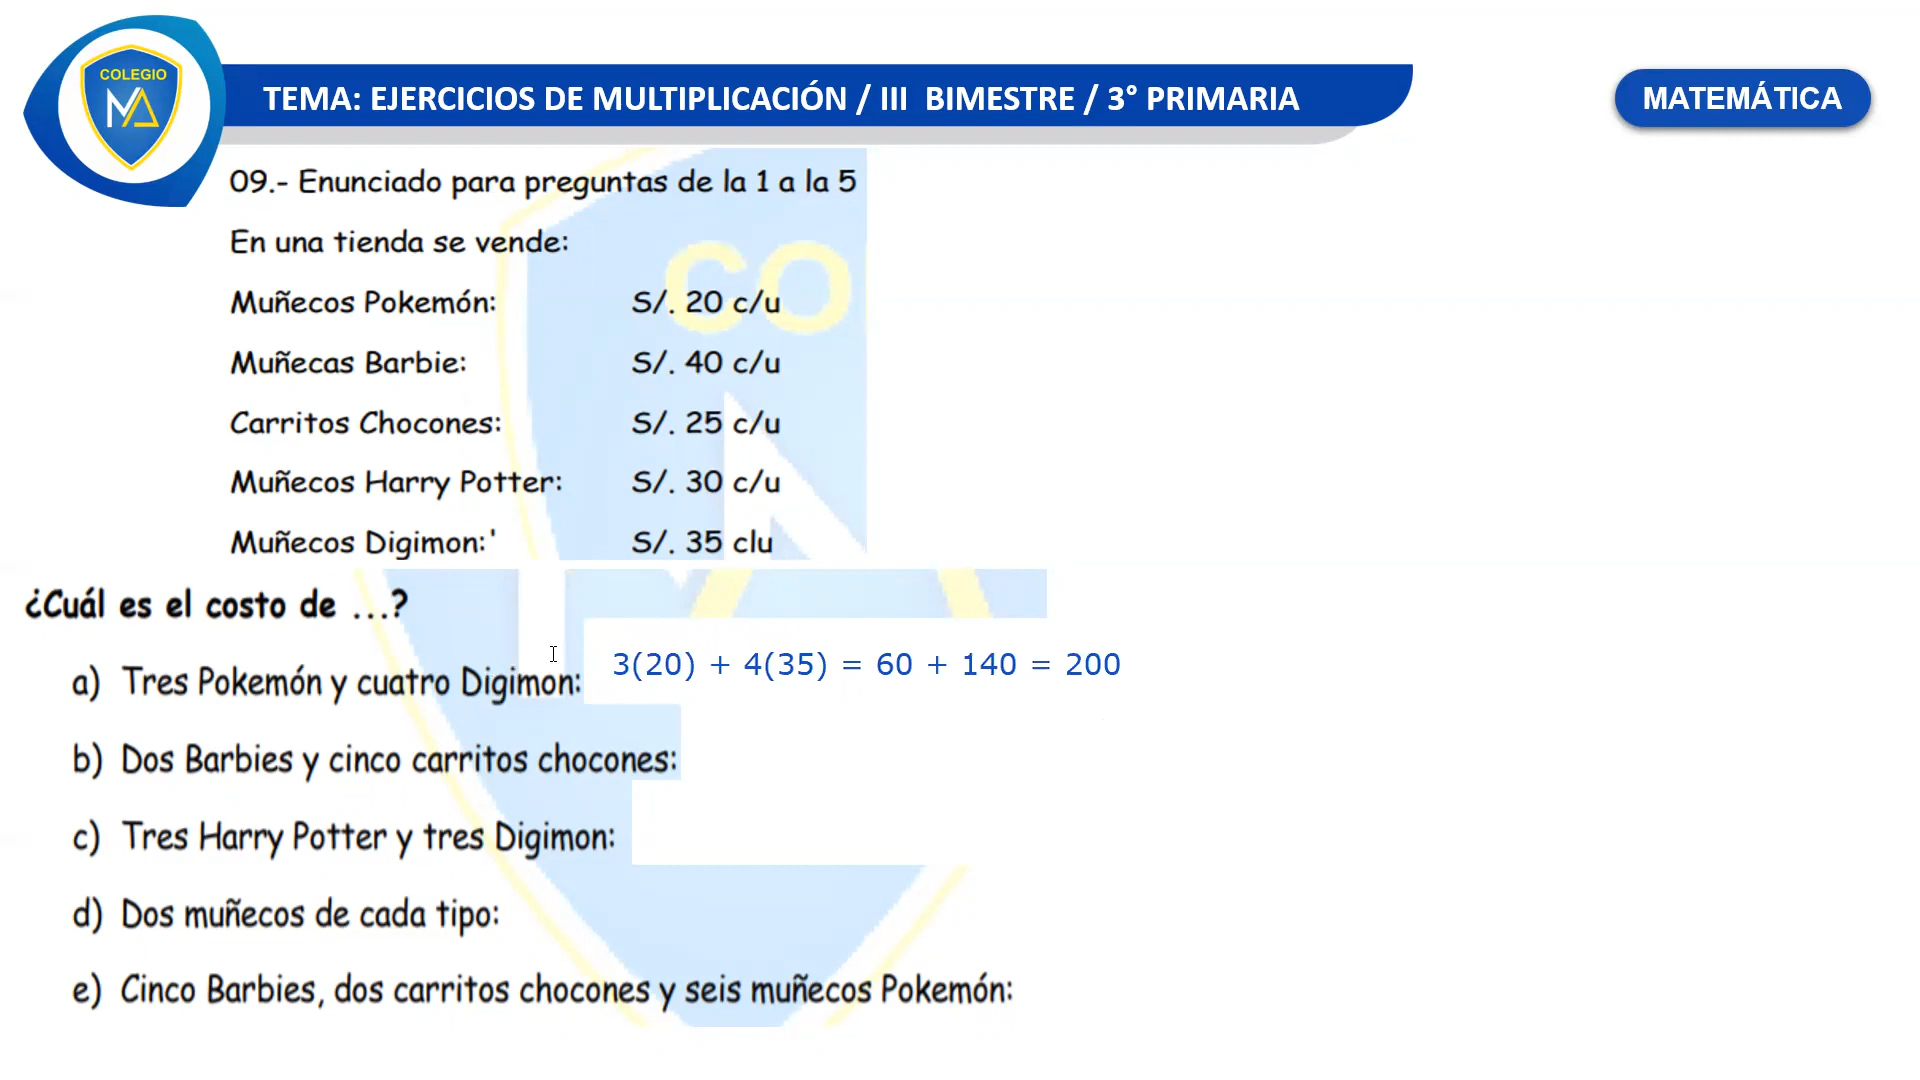 COLEGIO
MA
TEMA: EJERCICIOS DE MULTIPLICACIÓN / III BIMESTRE / 3° PRIMARIA
MATEMÁTICA
09.- Enunciado para preguntas de la 1 a la 5
En una tienda se vende:
Muñecos Pokemón: S/. 20 c/u
Muñecas Barbie: S/. 40 c/u
Carritos Chocones: S/. 25 c/u
Muñecos Harry Potter: S/. 30 c/u
Muñecos Digimon:' S/. 35 clu
CO
¿Cuál es el costo de ...?
a) Tres Pokemón y cuatro Digimon: 3(20) + 4(35) = 60 + 140 = 200
b) Dos Barbies y cinco carritos chocones:
c) Tres Harry Potter y tres Digimon:
d) Dos muñecos de cada tipo:
e) Cinco Barbies, dos carritos chocones y seis muñecos Pokemón: